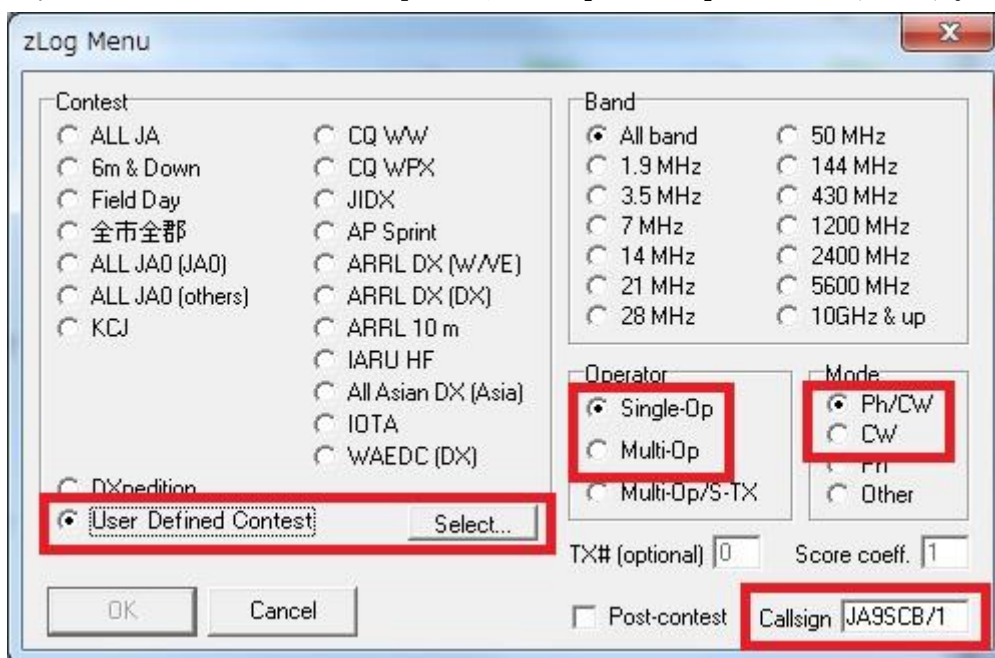 zLog Menu
Contest
ALL JA
6m & Down
Field Day
全市全郡
ALL JA0 (JA0)
ALL JA0 (others)
KCJ
CQ WW
CQ WPX
JIDX
AP Sprint
ARRL DX (W/VE)
ARRL DX (DX)
ARRL 10 m
IARU HF
All Asian DX (Asia)
IOTA
WAEDC (DX)
DXpedition
User Defined Contest
Select...
Band
All band
1.9 MHz
3.5 MHz
7 MHz
14 MHz
21 MHz
28 MHz
50 MHz
144 MHz
430 MHz
1200 MHz
2400 MHz
5600 MHz
10GHz & up
Operator
Single-Op
Multi-Op
Multi-Op/S-TX
Mode
Ph/CW
CW
Ph
Other
TX# (optional) 0
Score coeff. 1
OK
Cancel
Post-contest
Callsign JA9SCB/1